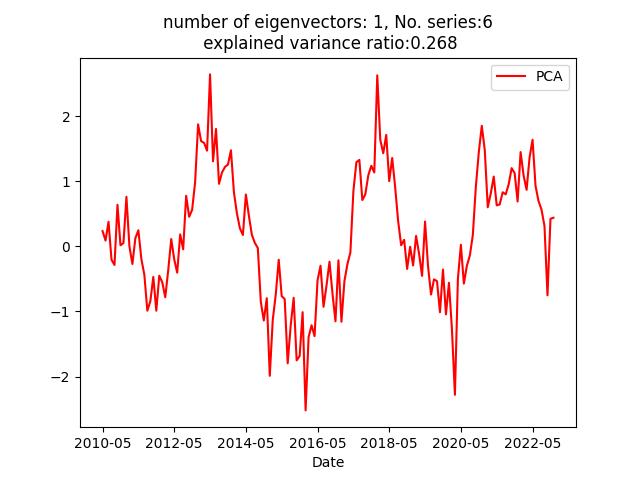 number of eigenvectors: 1, No. series:6
explained variance ratio:0.268
PCA
2
1
0
−1
−2
2010-05 2012-05 2014-05 2016-05 2018-05 2020-05 2022-05
Date